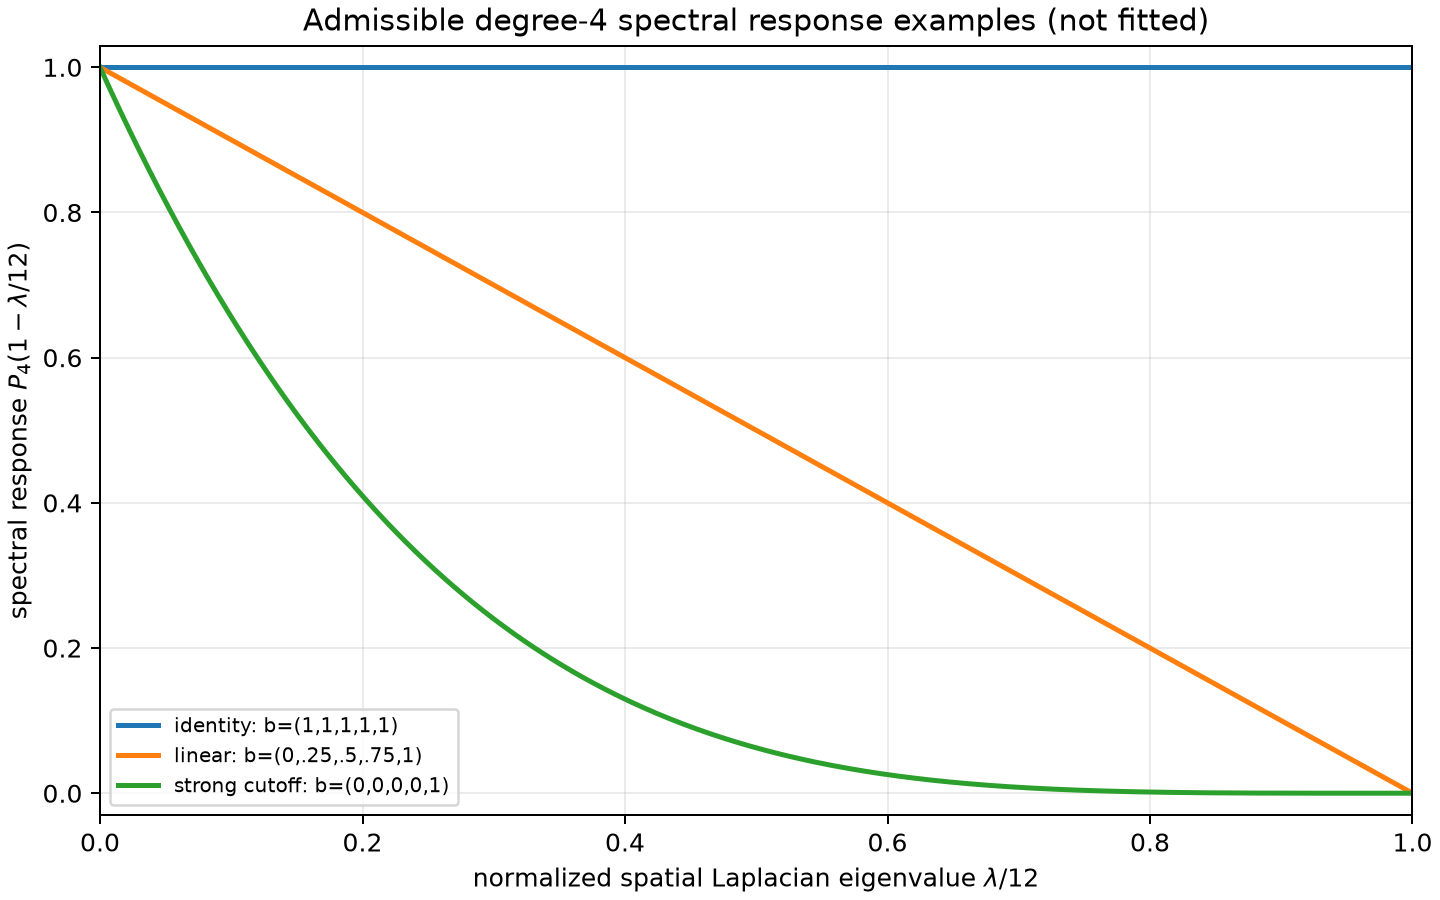 Admissible degree-4 spectral response examples (not fitted)
spectral response P₄(1 − λ/12)
1.0
0.8
0.6
0.4
0.2
0.0
identity: b=(1,1,1,1,1)
linear: b=(0,.25,.5,.75,1)
strong cutoff: b=(0,0,0,0,1)
0.0 0.2 0.4 0.6 0.8 1.0
normalized spatial Laplacian eigenvalue λ/12